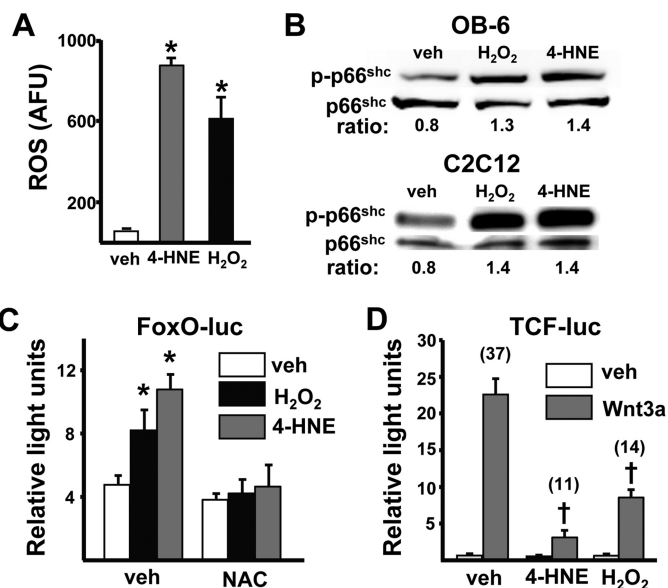 A
ROS (AFU)
1000
600
200
*
*
veh 4-HNE H₂O₂
B
OB-6
veh H₂O₂ 4-HNE
p-p66ˢʰᶜ
p66ˢʰᶜ
ratio: 0.8 1.3 1.4
C2C12
veh H₂O₂ 4-HNE
p-p66ˢʰᶜ
p66ˢʰᶜ
ratio: 0.8 1.4 1.4
C
FoxO-luc
Relative light units
12
8
4
*
*
veh
H₂O₂
4-HNE
veh NAC
D
TCF-luc
Relative light units
30
25
20
15
10
5
(37)
(11)
(14)
†
†
veh
Wnt3a
veh 4-HNE H₂O₂